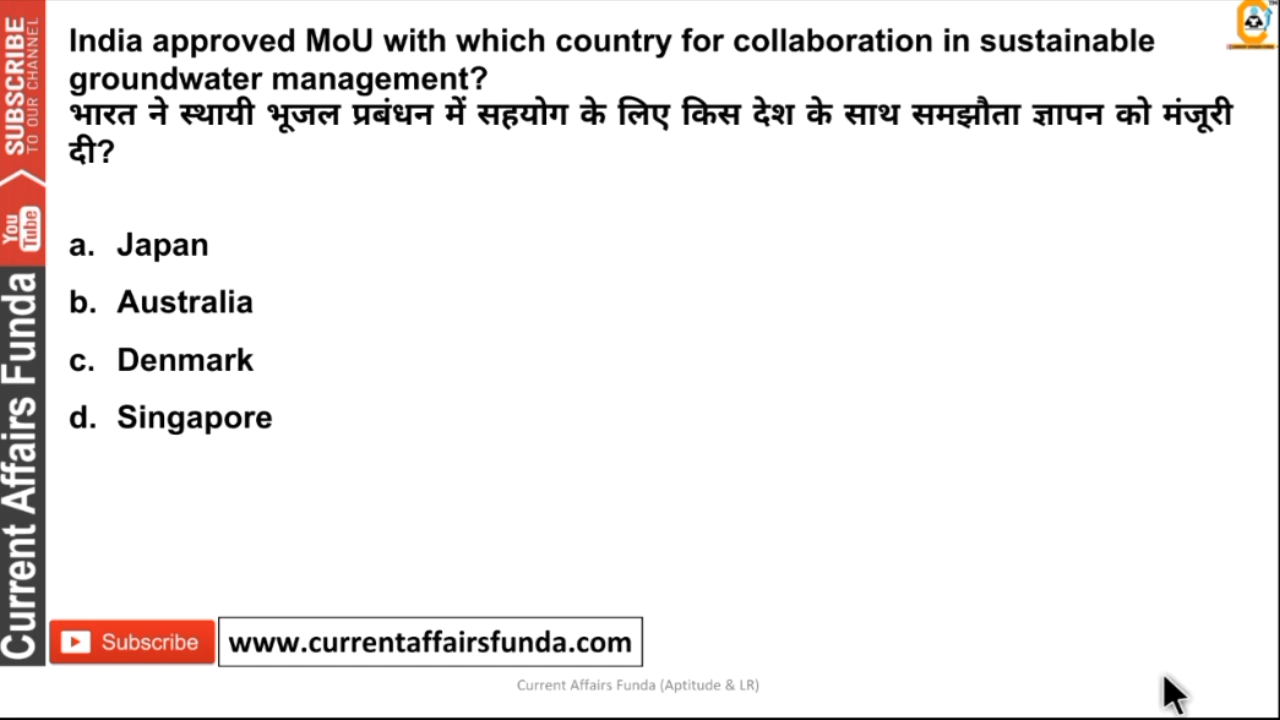 India approved MoU with which country for collaboration in sustainable
groundwater management?
भारत ने स्थायी भूजल प्रबंधन में सहयोग के लिए किस देश के साथ समझौता ज्ञापन को मंजूरी
दी?
a. Japan
b. Australia
c. Denmark
d. Singapore
SUBSCRIBE
TO OUR CHANNEL
You
Tube
Current Affairs Funda
Subscribe
www.currentaffairsfunda.com
Current Affairs Funda (Aptitude & LR)